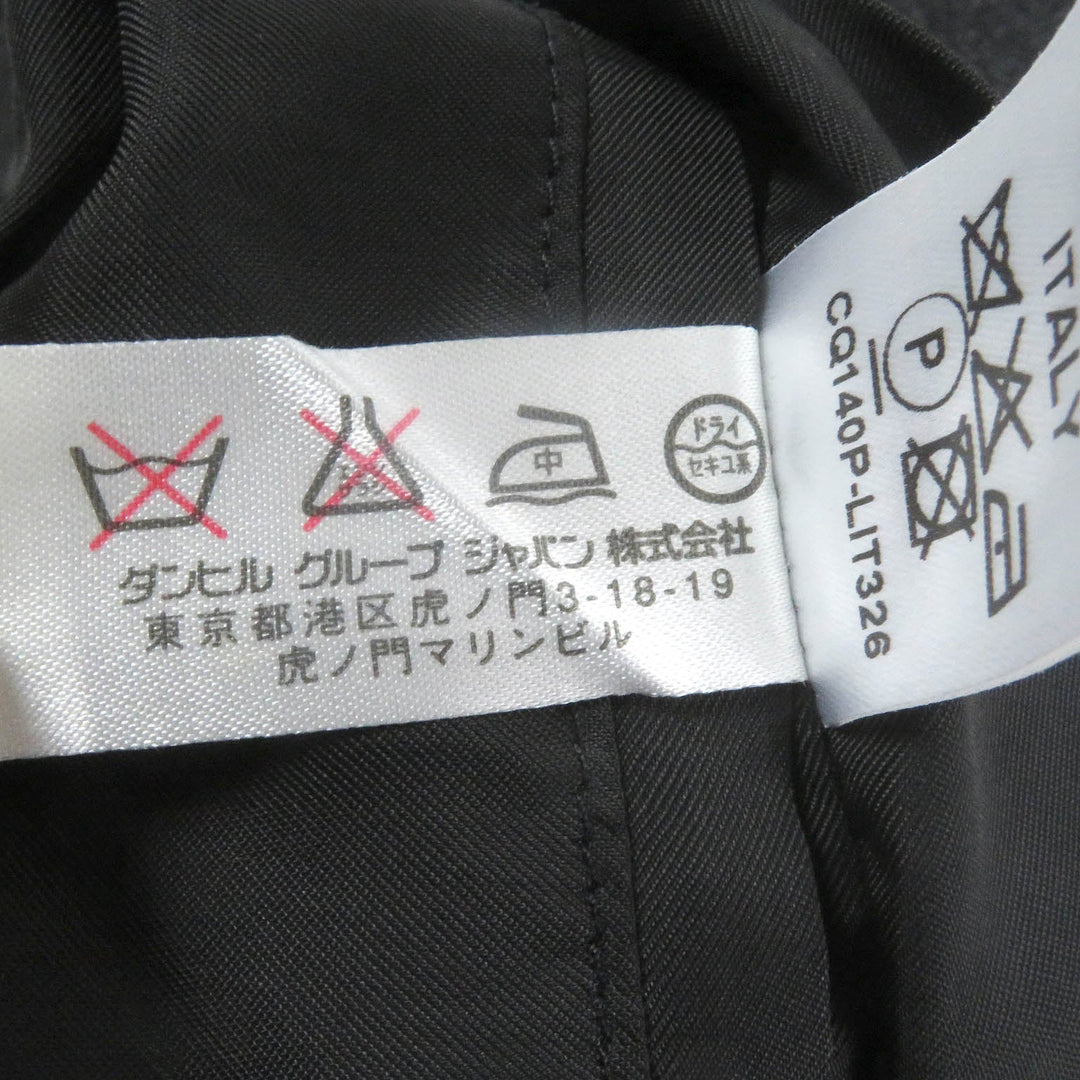 中
ドライ
セキユ系
ダンヒル グループ ジャパン 株式会社
東京都港区虎ノ門3-18-19
虎ノ門マリンビル
ITALY
P
CQ140P-LIT326